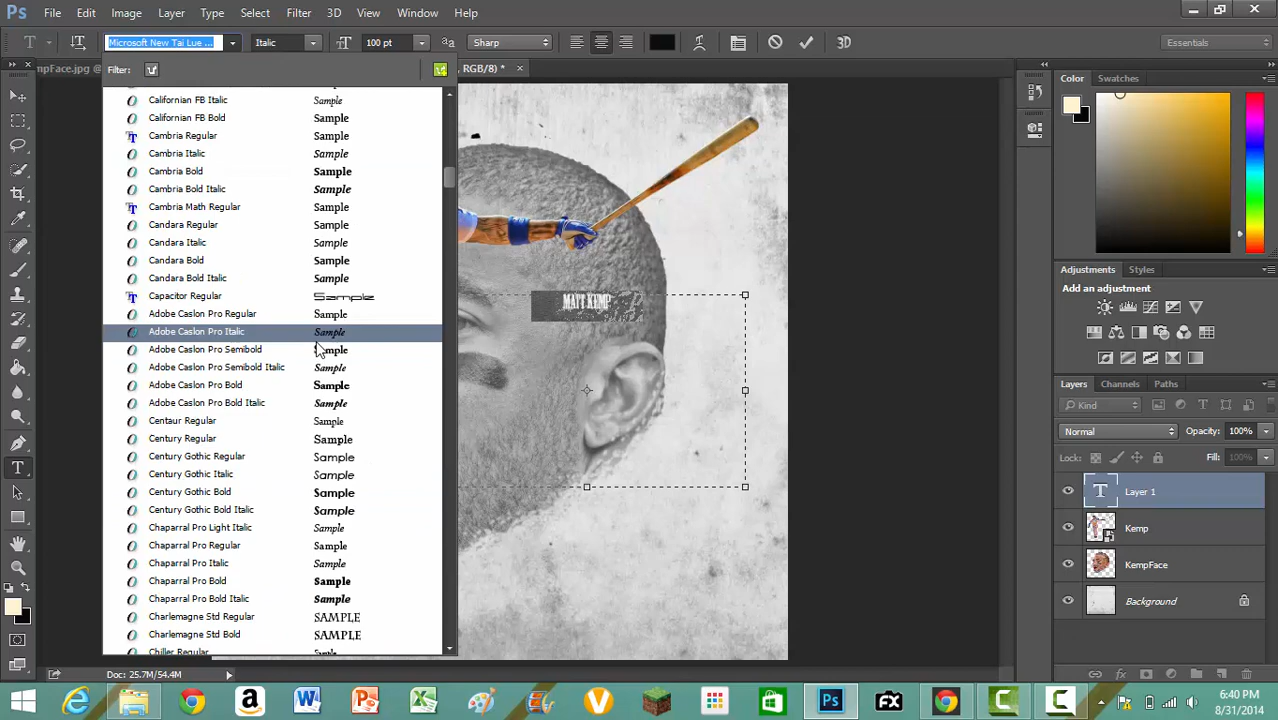 Ps File Edit Image Layer Type Select Filter 3D View Window Help
T Microsoft New Tai Lue ... Italic 100 pt aa Sharp 3D Essentials
mpFace.jpg @ , RGB/8) * ×
Filter:
Californian FB Italic Sample
Californian FB Bold Sample
Cambria Regular Sample
Cambria Italic Sample
Cambria Bold Sample
Cambria Bold Italic Sample
Cambria Math Regular Sample
Candara Regular Sample
Candara Italic Sample
Candara Bold Sample
Candara Bold Italic Sample
Capacitor Regular Sample
Adobe Caslon Pro Regular Sample
Adobe Caslon Pro Italic Sample
Adobe Caslon Pro Semibold Sample
Adobe Caslon Pro Semibold Italic Sample
Adobe Caslon Pro Bold Sample
Adobe Caslon Pro Bold Italic Sample
Centaur Regular Sample
Century Regular Sample
Century Gothic Regular Sample
Century Gothic Italic Sample
Century Gothic Bold Sample
Century Gothic Bold Italic Sample
Chaparral Pro Light Italic Sample
Chaparral Pro Regular Sample
Chaparral Pro Italic Sample
Chaparral Pro Bold Sample
Chaparral Pro Bold Italic Sample
Charlemagne Std Regular SAMPLE
Charlemagne Std Bold SAMPLE
Chiller Regular Sample
MATT KEMP
Color Swatches
Adjustments Styles
Add an adjustment
Layers Channels Paths
Kind
Normal Opacity: 100%
Lock: Fill: 100%
T Layer 1
Kemp
KempFace
Background
Doc: 25.7M/54.4M
6:40 PM
8/31/2014